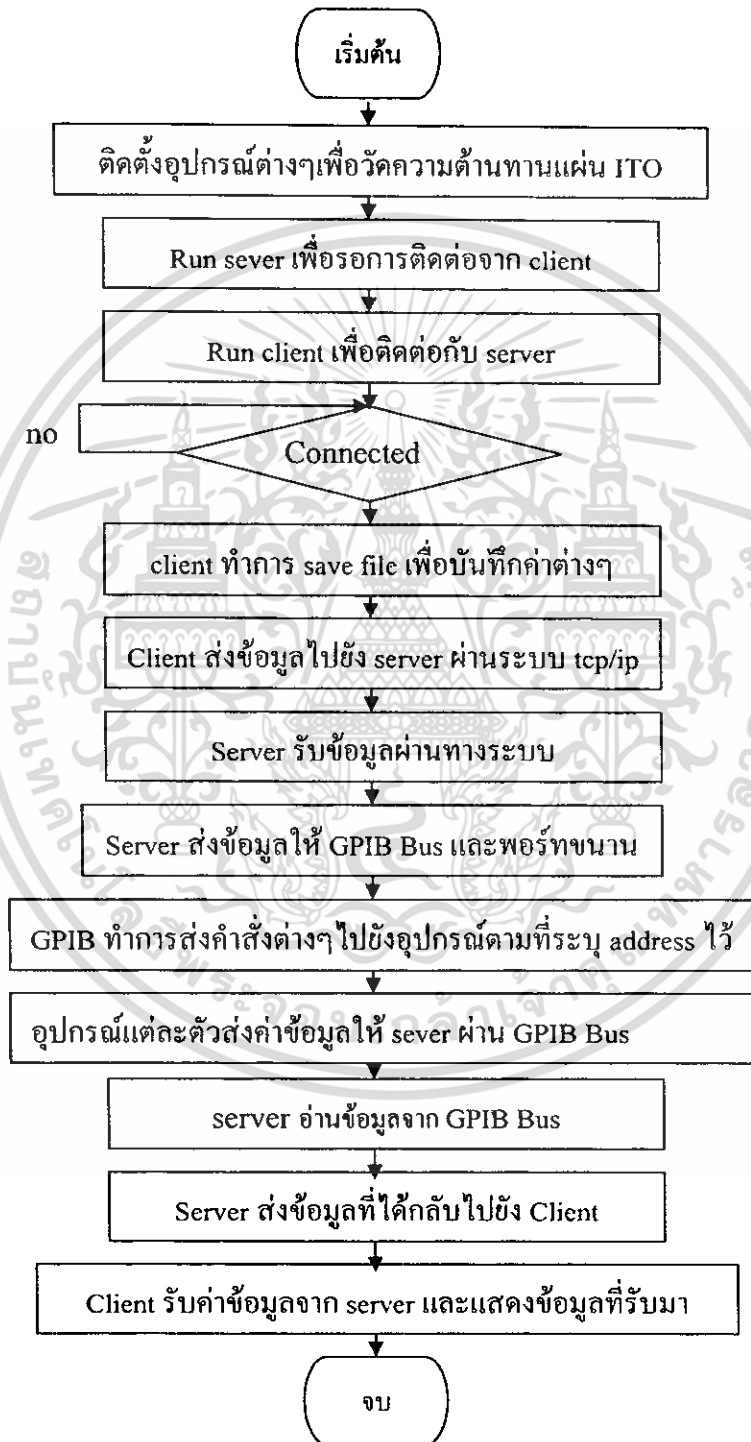 เริ่มต้น
ติดตั้งอุปกรณ์ต่างๆเพื่อวัดความต้านทานแผ่น ITO
Run sever เพื่อรอการติดต่อจาก client
Run client เพื่อติดต่อกับ server
no
Connected
client ทำการ save file เพื่อบันทึกค่าต่างๆ
Client ส่งข้อมูลไปยัง server ผ่านระบบ tcp/ip
Server รับข้อมูลผ่านทางระบบ
Server ส่งข้อมูลให้ GPIB Bus และพอร์ทขนาน
GPIB ทำการส่งคำสั่งต่างๆ ไปยังอุปกรณ์ตามที่ระบุ address ไว้
อุปกรณ์แต่ละตัวส่งค่าข้อมูลให้ sever ผ่าน GPIB Bus
server อ่านข้อมูลจาก GPIB Bus
Server ส่งข้อมูลที่ได้กลับไปยัง Client
Client รับค่าข้อมูลจาก server และแสดงข้อมูลที่รับมา
จบ